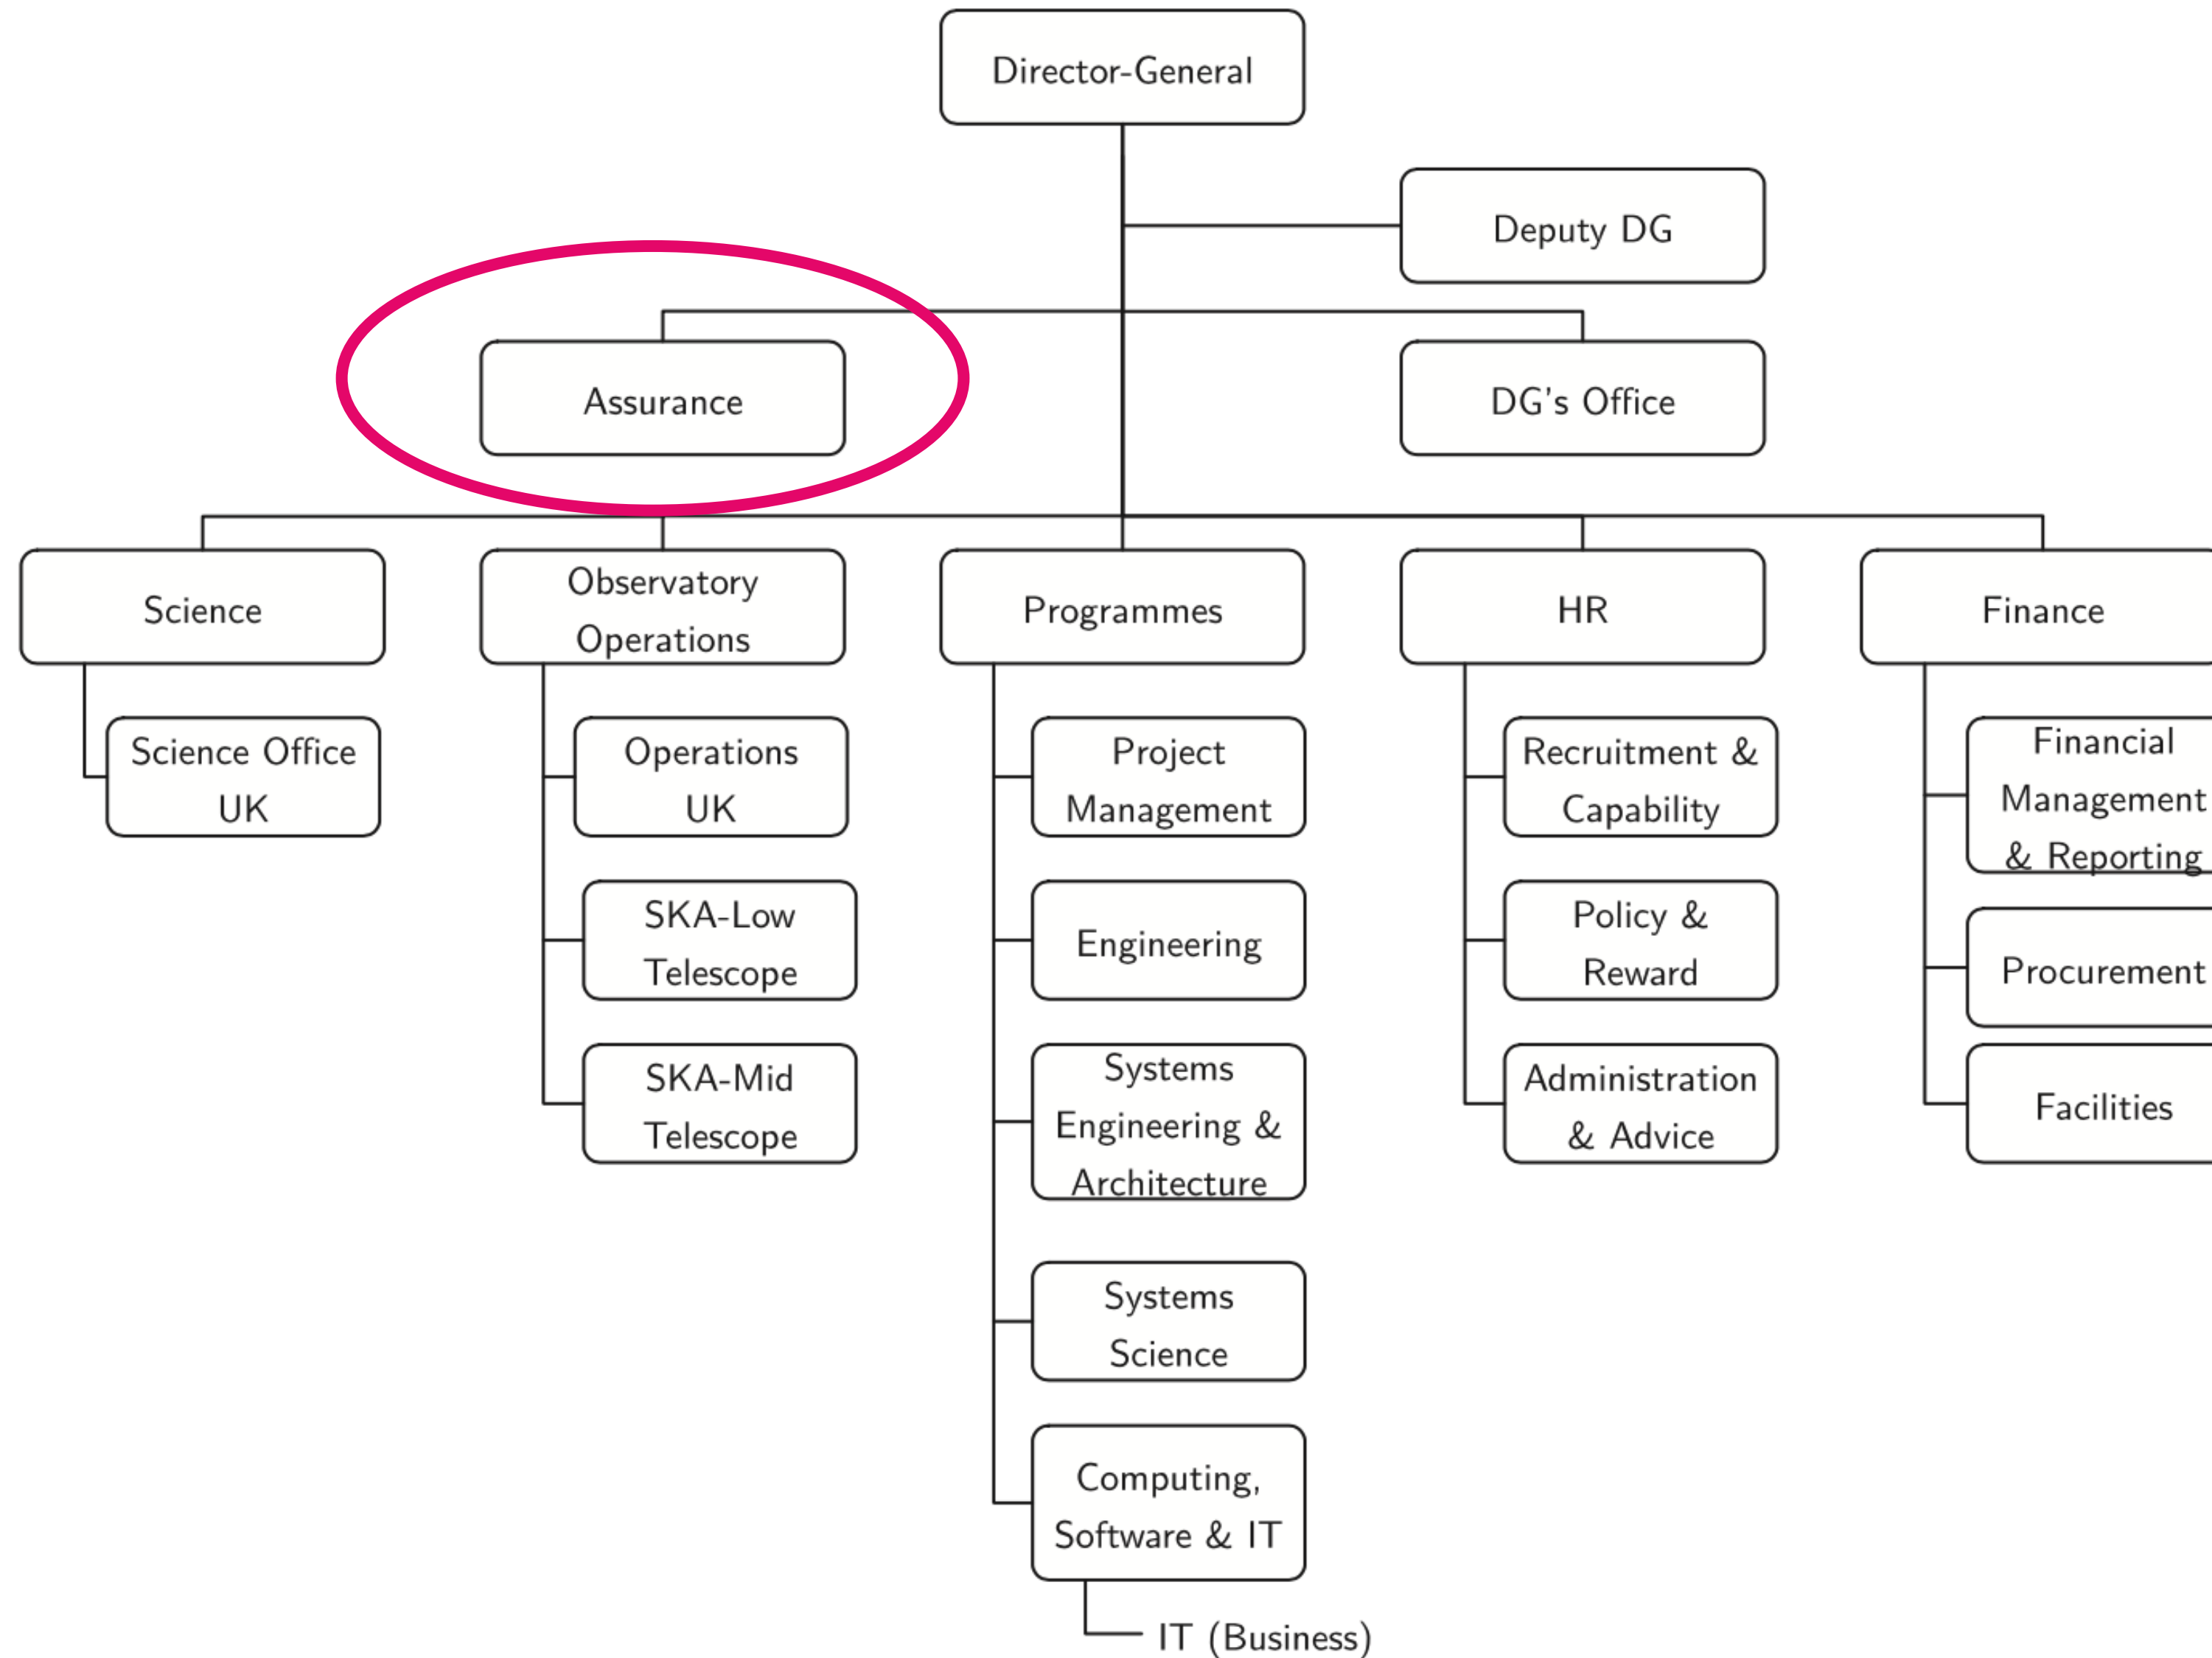 Director-General
Deputy DG
Assurance
DG's Office
Science
Observatory
Operations
Programmes
HR
Finance
Science Office
UK
Operations
UK
SKA-Low
Telescope
SKA-Mid
Telescope
Project
Management
Engineering
Systems
Engineering &
Architecture
Systems
Science
Computing,
Software & IT
IT (Business)
Recruitment &
Capability
Policy &
Reward
Administration
& Advice
Financial
Management
& Reporting
Procurement
Facilities